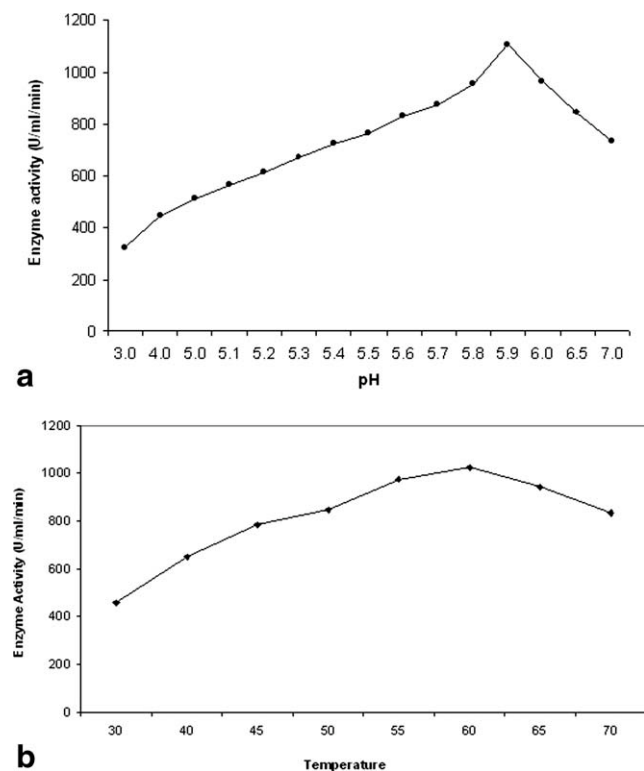 1200
1000
800
600
400
200
0
Enzyme activity (U/ml/min)
3.0 4.0 5.0 5.1 5.2 5.3 5.4 5.5 5.6 5.7 5.8 5.9 6.0 6.5 7.0
a
pH
1200
1000
800
600
400
200
0
Enzyme Activity (U/ml/min)
30 40 45 50 55 60 65 70
b
Temperature